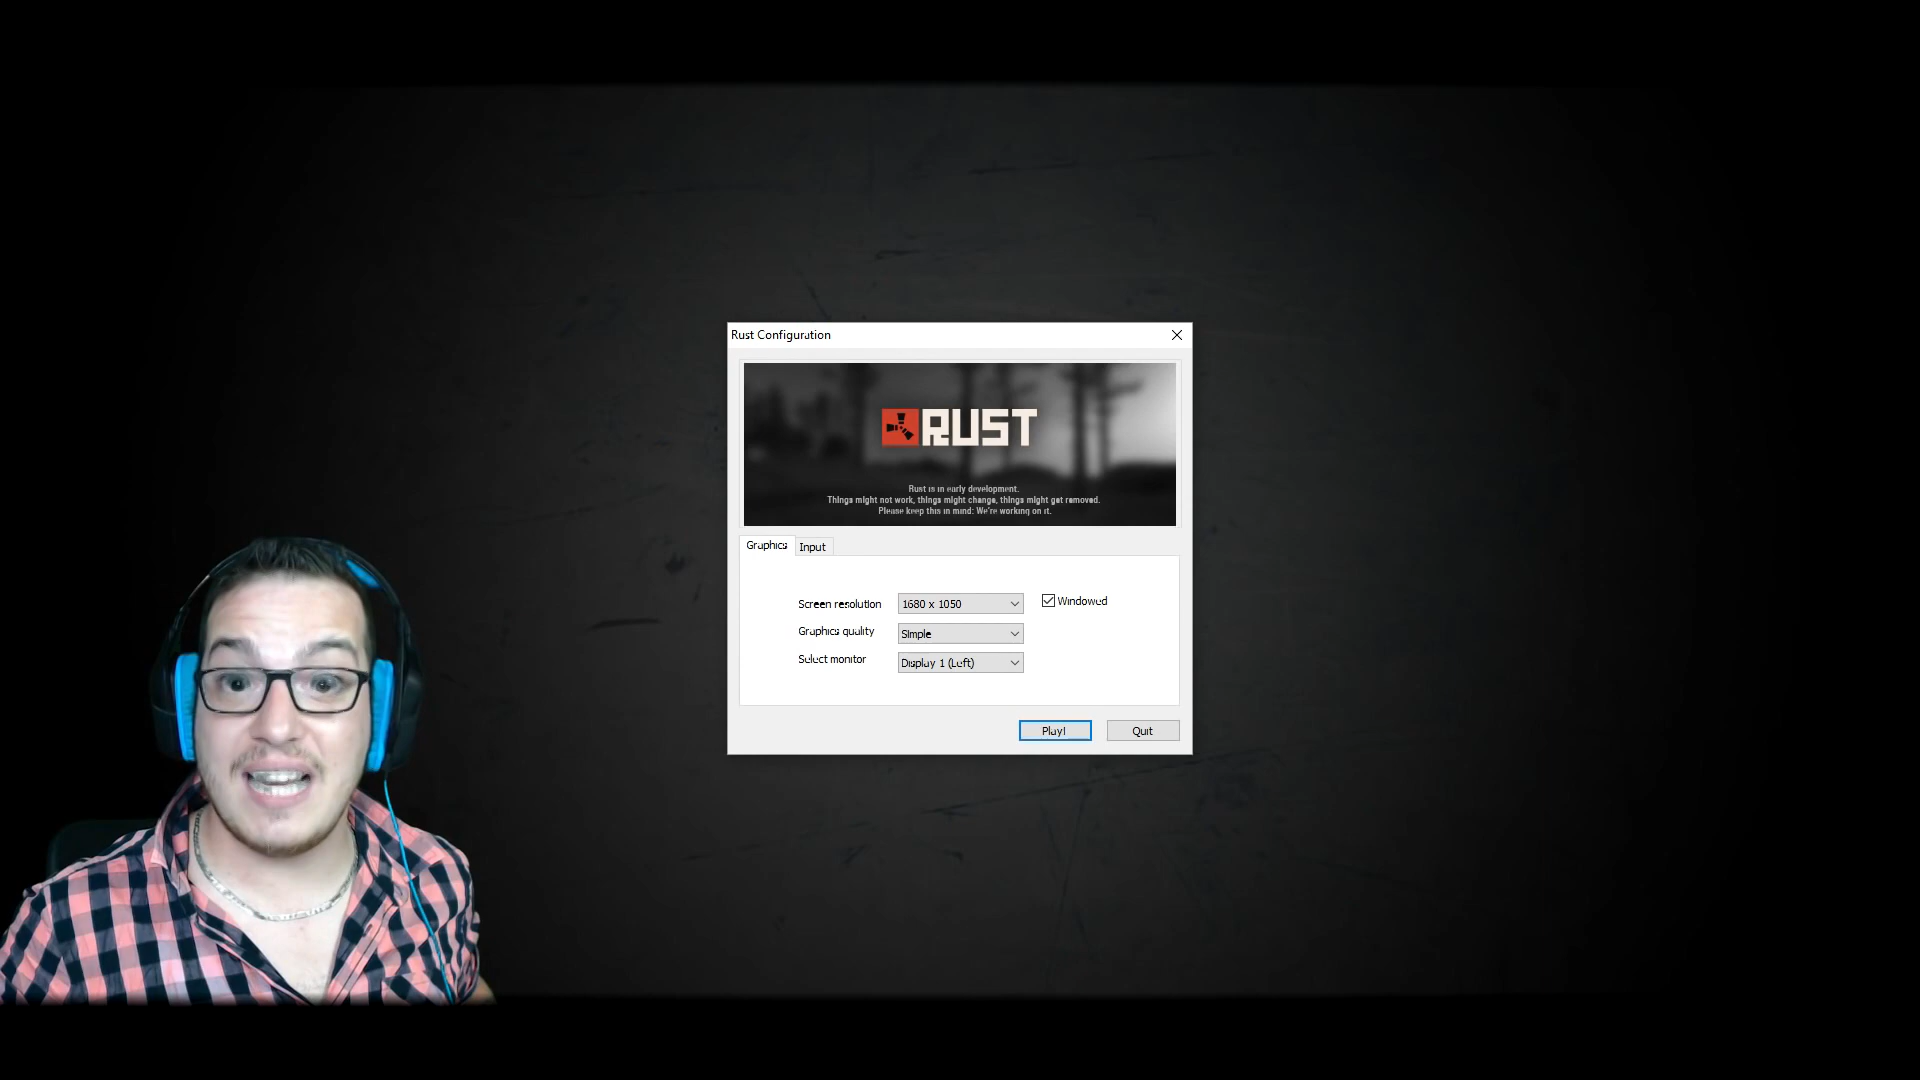 Rust Configuration
RUST
Rust is in early development.
Things might not work, things might change, things might get removed.
Please keep this in mind: We're working on it.
Graphics
Input
Screen resolution
1680 x 1050
Windowed
Graphics quality
Simple
Select monitor
Display 1 (Left)
Play!
Quit